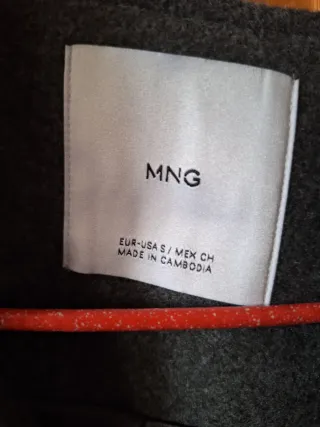 MNG
EUR-USA S / MEX CH
MADE IN CAMBODIA